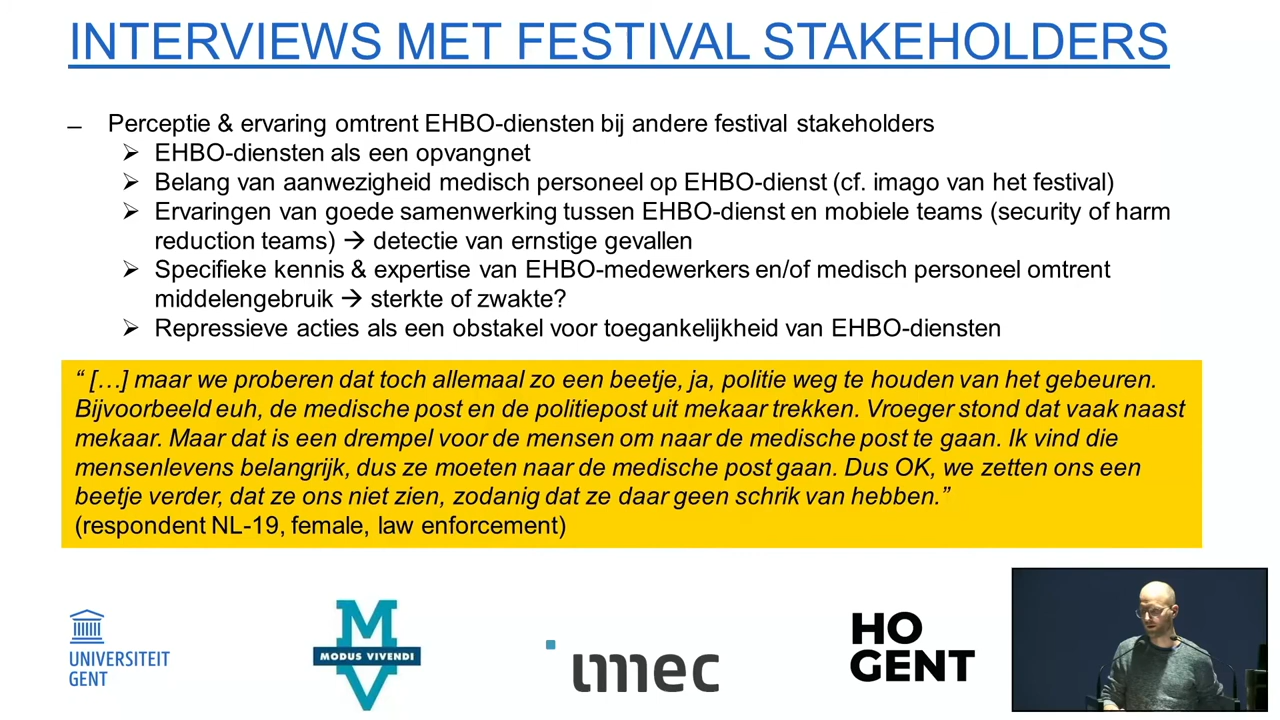 INTERVIEWS MET FESTIVAL STAKEHOLDERS
– Perceptie & ervaring omtrent EHBO-diensten bij andere festival stakeholders
➢ EHBO-diensten als een opvangnet
➢ Belang van aanwezigheid medisch personeel op EHBO-dienst (cf. imago van het festival)
➢ Ervaringen van goede samenwerking tussen EHBO-dienst en mobiele teams (security of harm
reduction teams) → detectie van ernstige gevallen
➢ Specifieke kennis & expertise van EHBO-medewerkers en/of medisch personeel omtrent
middelengebruik → sterkte of zwakte?
➢ Repressieve acties als een obstakel voor toegankelijkheid van EHBO-diensten
“ […] maar we proberen dat toch allemaal zo een beetje, ja, politie weg te houden van het gebeuren.
Bijvoorbeeld euh, de medische post en de politiepost uit mekaar trekken. Vroeger stond dat vaak naast
mekaar. Maar dat is een drempel voor de mensen om naar de medische post te gaan. Ik vind die
mensenlevens belangrijk, dus ze moeten naar de medische post gaan. Dus OK, we zetten ons een
beetje verder, dat ze ons niet zien, zodanig dat ze daar geen schrik van hebben.”
(respondent NL-19, female, law enforcement)
UNIVERSITEIT
GENT
M
MODUS VIVENDI
V
imec
HO
GENT